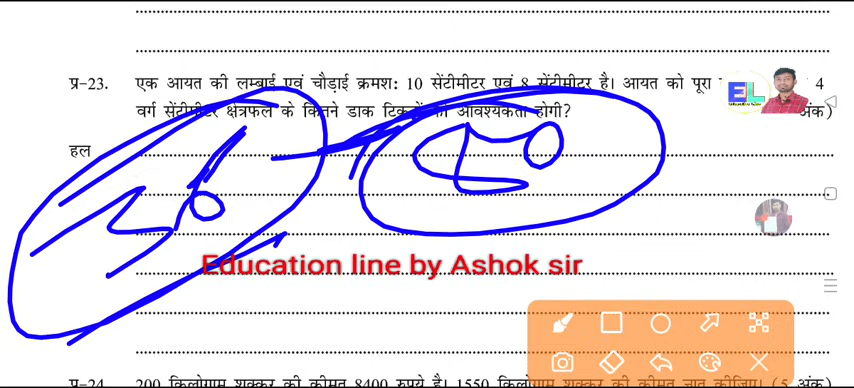 प्र-23. एक आयत की लम्बाई एवं चौड़ाई क्रमश: 10 सेंटीमीटर एवं 8 सेंटीमीटर है। आयत को पूरा 4
वर्ग सेंटीमीटर क्षेत्रफल के कितने डाक टिकटों की आवश्यकता होगी? अंक)
हल
EL
Education line by Ashok sir
प्र-24. 200 किलोग्राम शक्कर की कीमत 8400 रुपये है। 1550 किलोग्राम शक्कर की कीमत ज्ञात कीजिए। (5 अंक)